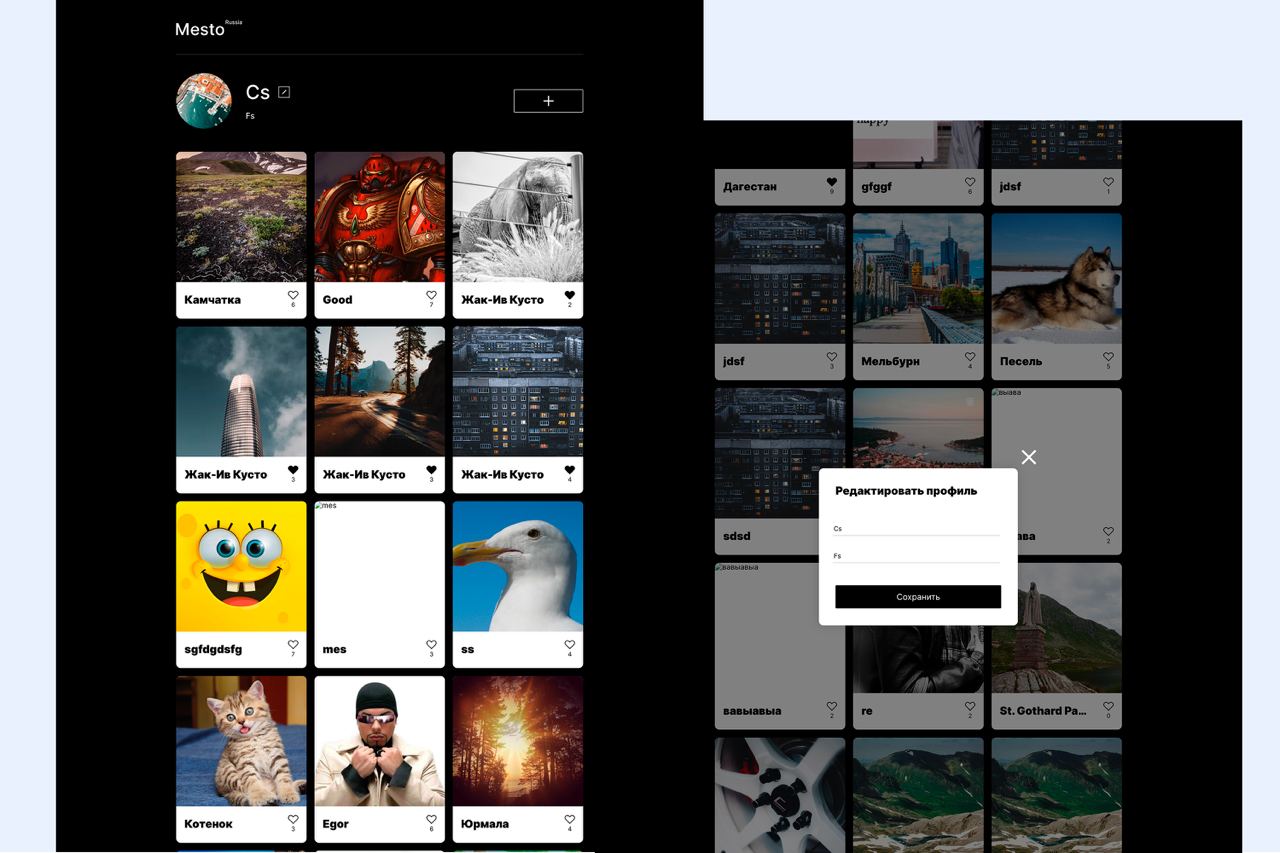 Mesto Russia
Cs
Fs
Камчатка
6
Good
7
Жак-Ив Кусто
2
Жак-Ив Кусто
3
Жак-Ив Кусто
3
Жак-Ив Кусто
4
mes
sgfdgdsfg
7
mes
3
ss
4
Котенок
3
Egor
6
Юрмала
4
happy
Дагестан
9
gfggf
6
jdsf
1
jdsf
3
Мельбурн
4
Песель
5
выава
sdsd
ава
2
Редактировать профиль
Cs
Fs
Сохранить
вавыавыа
вавыавыа
2
re
2
St. Gothard Pa...
0